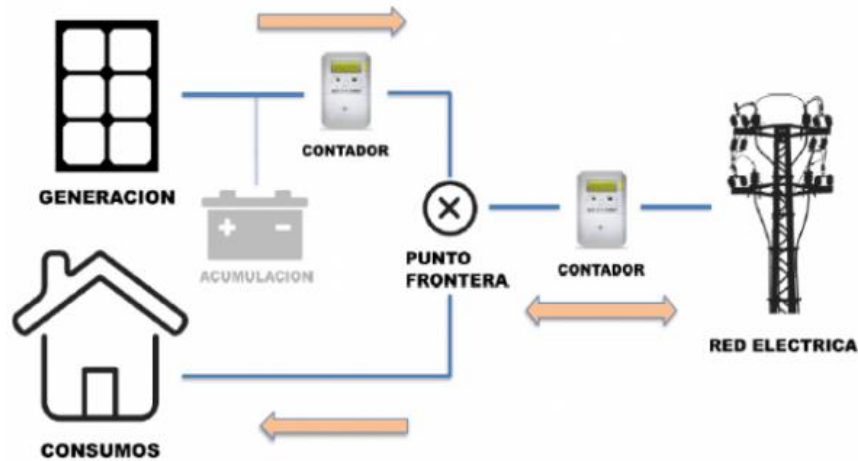 CONTADOR
GENERACION
ACUMULACION
PUNTO
FRONTERA
CONTADOR
RED ELECTRICA
CONSUMOS